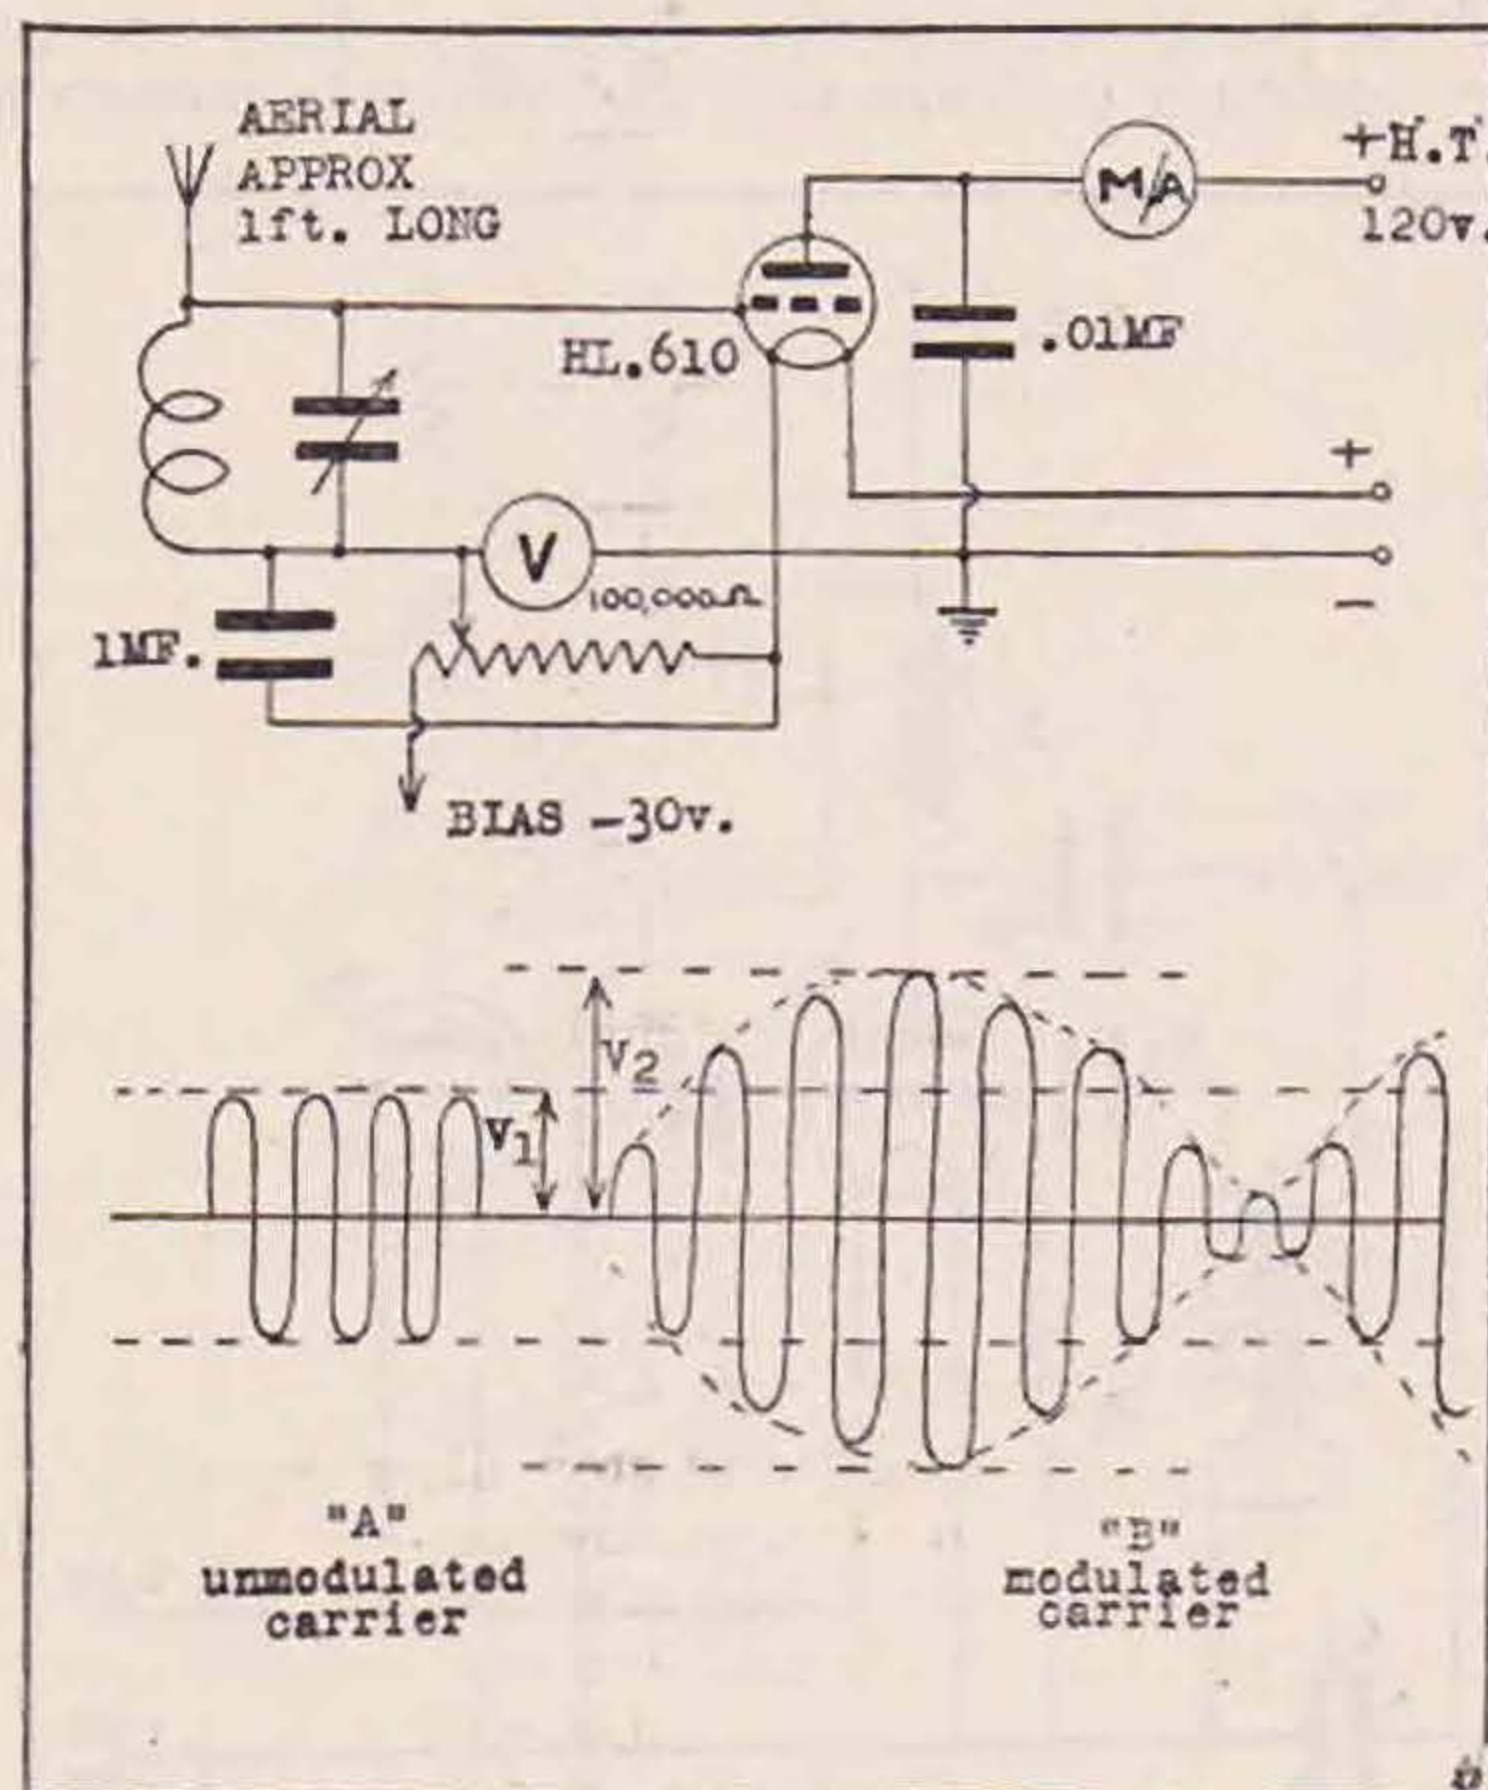 AERIAL
APPROX
1ft. LONG
M/A
+H.T.
120v.
HL.610
.01MF
+
V
100,000Ω
1MF.
−
BIAS -30v.
V2
V1
"A"
unmodulated
carrier
"B"
modulated
carrier